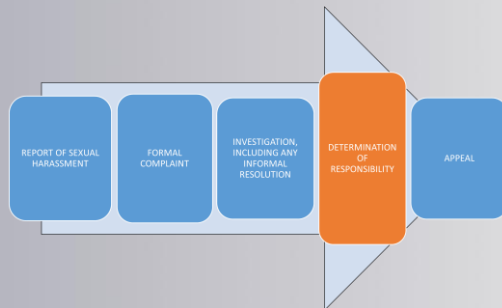 REPORT OF SEXUAL
HARASSMENT
FORMAL
COMPLAINT
INVESTIGATION,
INCLUDING ANY
INFORMAL
RESOLUTION
DETERMINATION
OF
RESPONSIBILITY
APPEAL